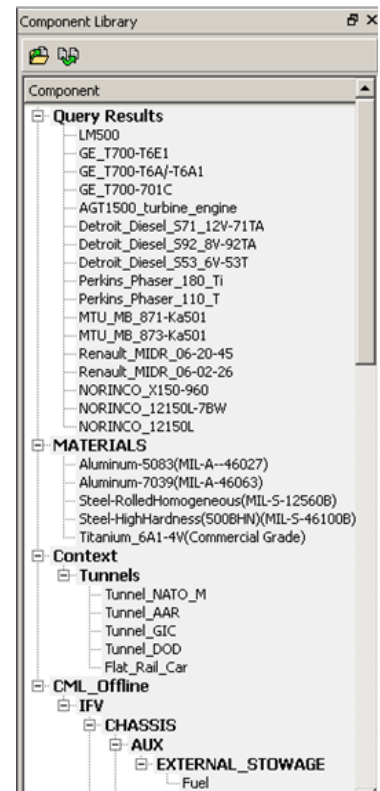 Component Library
Component
Query Results
LM500
GE_T700-T6E1
GE_T700-T6A/-T6A1
GE_T700-701C
AGT1500_turbine_engine
Detroit_Diesel_S71_12V-71TA
Detroit_Diesel_S92_8V-92TA
Detroit_Diesel_S53_6V-53T
Perkins_Phaser_180_Ti
Perkins_Phaser_110_T
MTU_MB_871-Ka501
MTU_MB_873-Ka501
Renault_MIDR_06-20-45
Renault_MIDR_06-02-26
NORINCO_X150-960
NORINCO_12150L-7BW
NORINCO_12150L
MATERIALS
Aluminum-5083(MIL-A--46027)
Aluminum-7039(MIL-A-46063)
Steel-RolledHomogeneous(MIL-S-12560B)
Steel-HighHardness(500BHN)(MIL-S-46100B)
Titanium_6A1-4V(Commercial Grade)
Context
Tunnels
Tunnel_NATO_M
Tunnel_AAR
Tunnel_GIC
Tunnel_DOD
Flat_Rail_Car
CML_Offline
IFV
CHASSIS
AUX
EXTERNAL_STOWAGE
Fuel